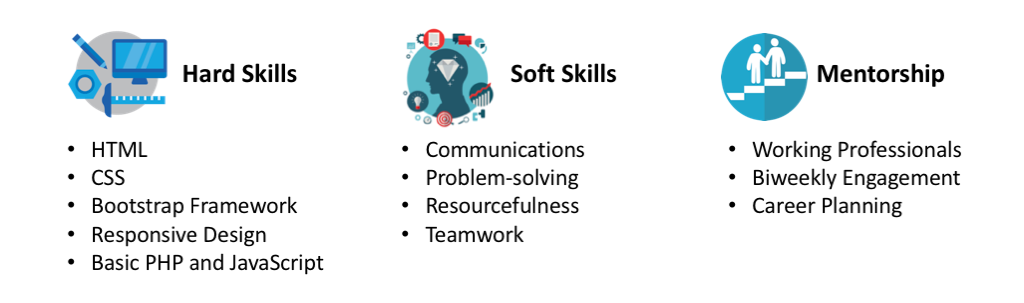 Hard Skills
• HTML
• CSS
• Bootstrap Framework
• Responsive Design
• Basic PHP and JavaScript
Soft Skills
• Communications
• Problem-solving
• Resourcefulness
• Teamwork
Mentorship
• Working Professionals
• Biweekly Engagement
• Career Planning